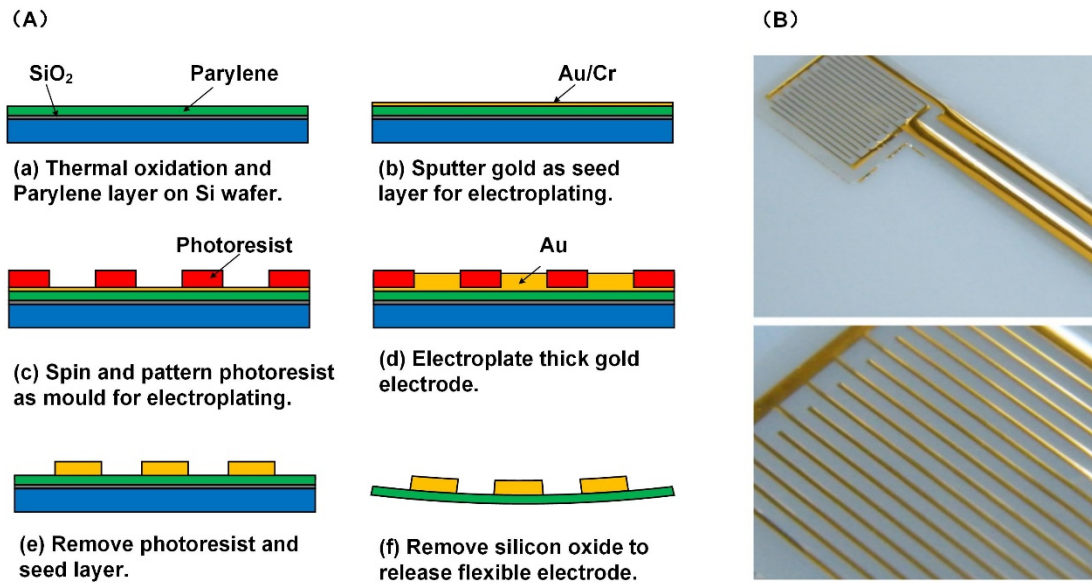 (A)
(B)
SiO₂
Parylene
Au/Cr
(a) Thermal oxidation and
Parylene layer on Si wafer.
(b) Sputter gold as seed
layer for electroplating.
Photoresist
Au
(c) Spin and pattern photoresist
as mould for electroplating.
(d) Electroplate thick gold
electrode.
(e) Remove photoresist and
seed layer.
(f) Remove silicon oxide to
release flexible electrode.